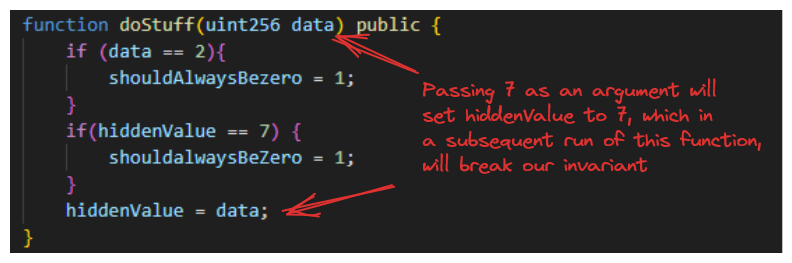 function doStuff(uint256 data) public {
if (data == 2){
shouldAlwaysBezero = 1;
}
if(hiddenValue == 7) {
shouldalwaysBeZero = 1;
}
hiddenValue = data;
}
Passing 7 as an argument will
set hiddenValue to 7, which in
a subsequent run of this function,
will break our invariant